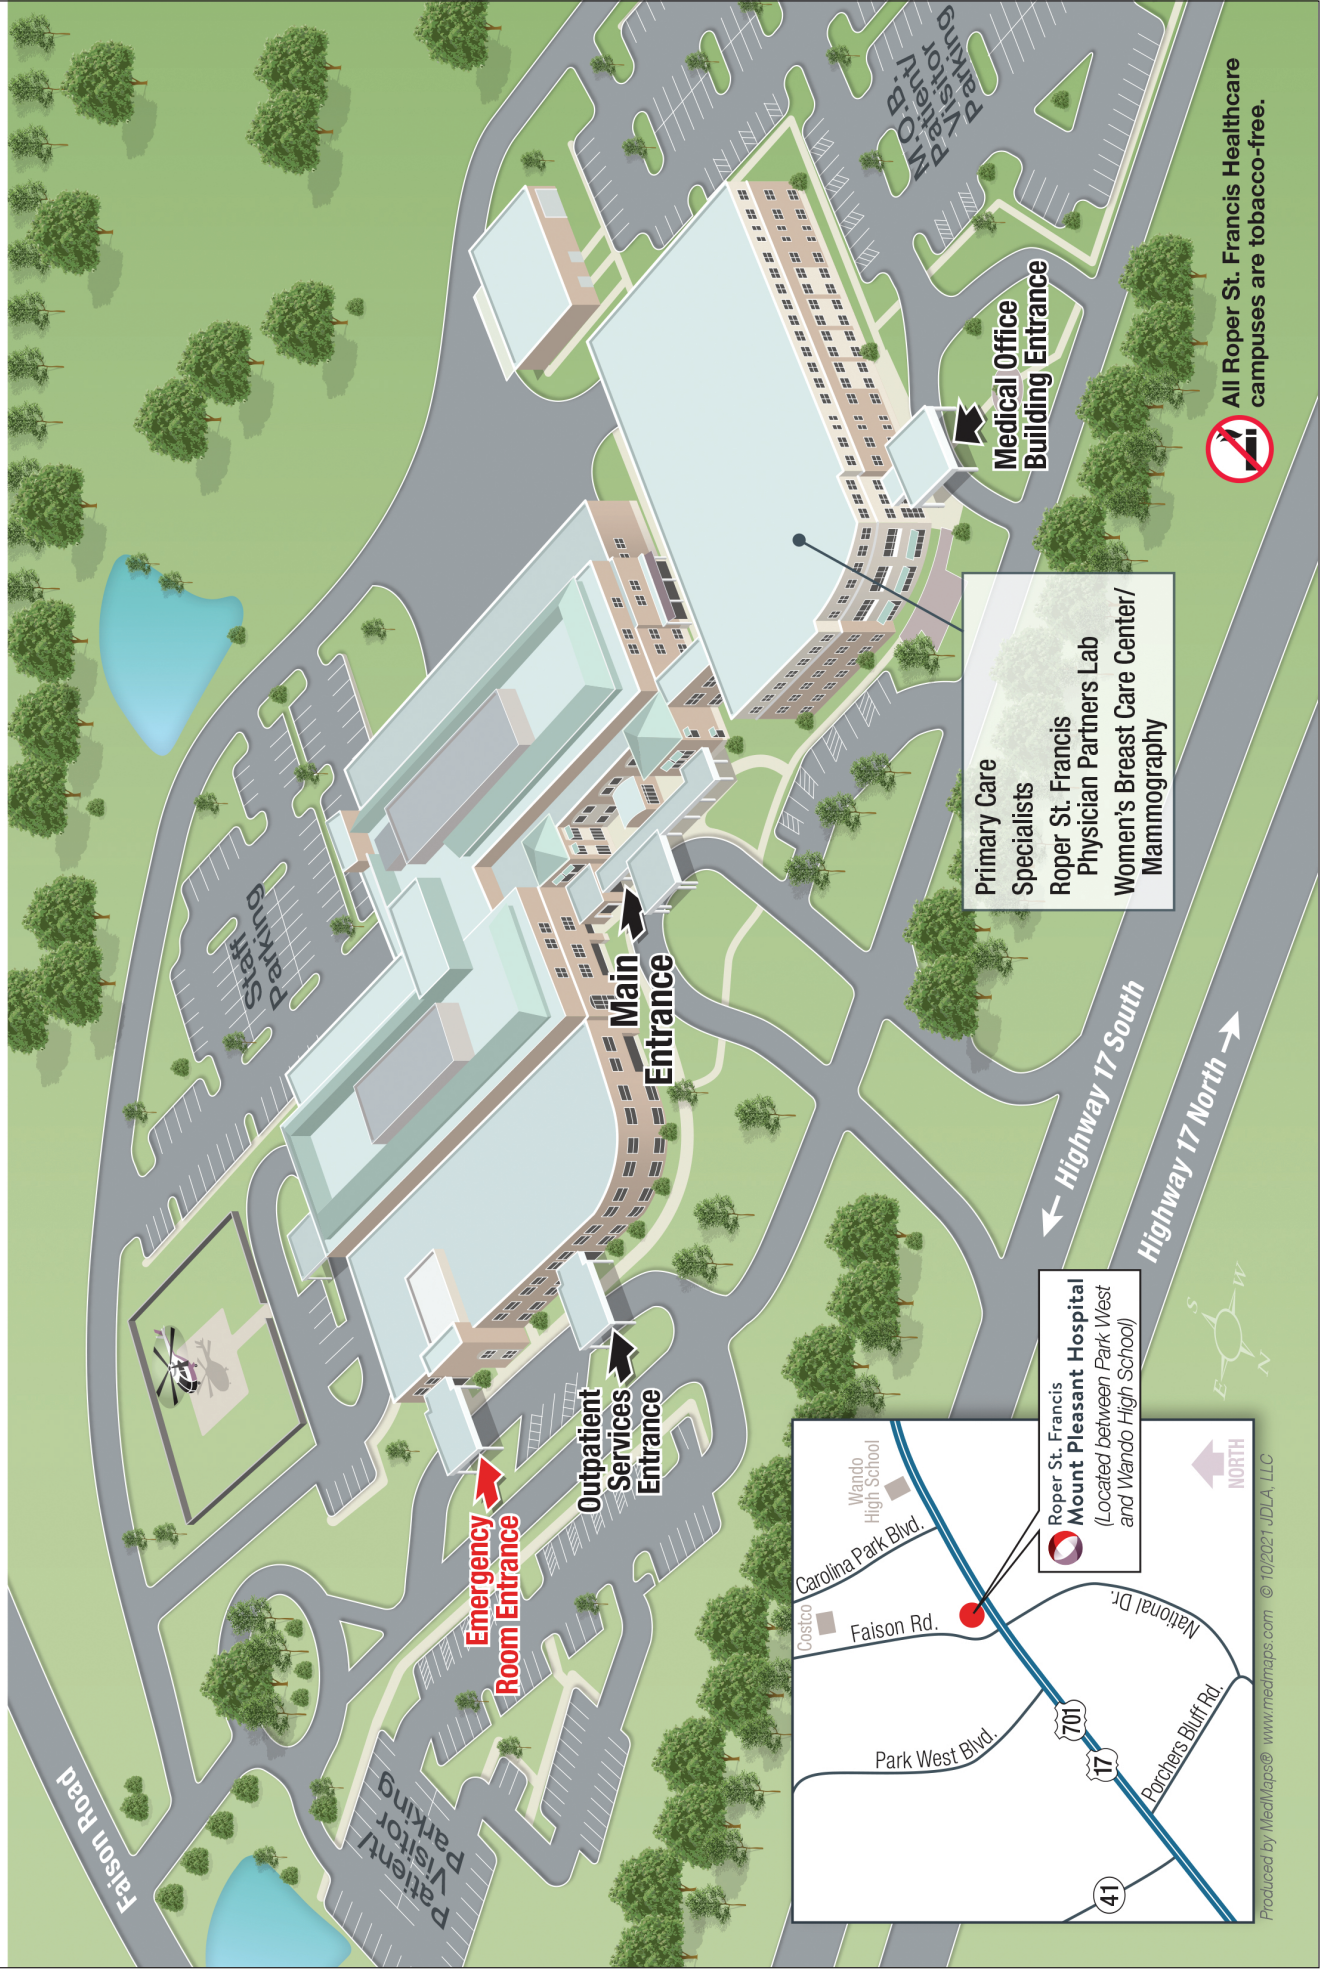 Faison Road
Staff
Parking
Patient/
Visitor
Parking
M.O.B.
Patient/
Visitor
Parking
Emergency
Room Entrance
Outpatient
Services
Entrance
Main
Entrance
Medical Office
Building Entrance
Primary Care
Specialists
Roper St. Francis
Physician Partners Lab
Women's Breast Care Center/
Mammography
Highway 17 South
Highway 17 North
All Roper St. Francis Healthcare
campuses are tobacco-free.
S
W
E
N
Costco
Carolina Park Blvd.
Wando
High School
Faison Rd.
Park West Blvd.
National Dr.
Porchers Bluff Rd.
701
17
41
Roper St. Francis
Mount Pleasant Hospital
(Located between Park West
and Wando High School)
NORTH
Produced by MedMaps® www.medmaps.com © 10/2021 JDLA, LLC